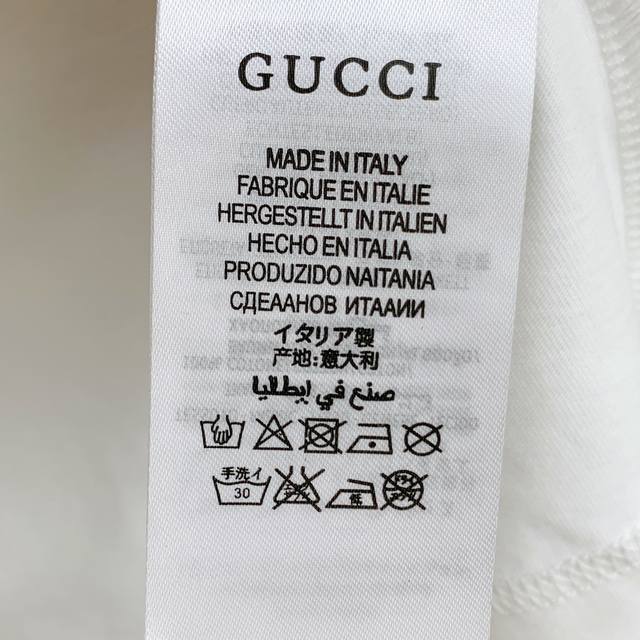 GUCCI
MADE IN ITALY
FABRIQUE EN ITALIE
HERGESTELLT IN ITALIEN
HECHO EN ITALIA
PRODUZIDO NAITANIA
СДЕААНОВ ИТААИИ
イタリア製
产地:意大利
صنع في إيطاليا
手洗イ
30
低